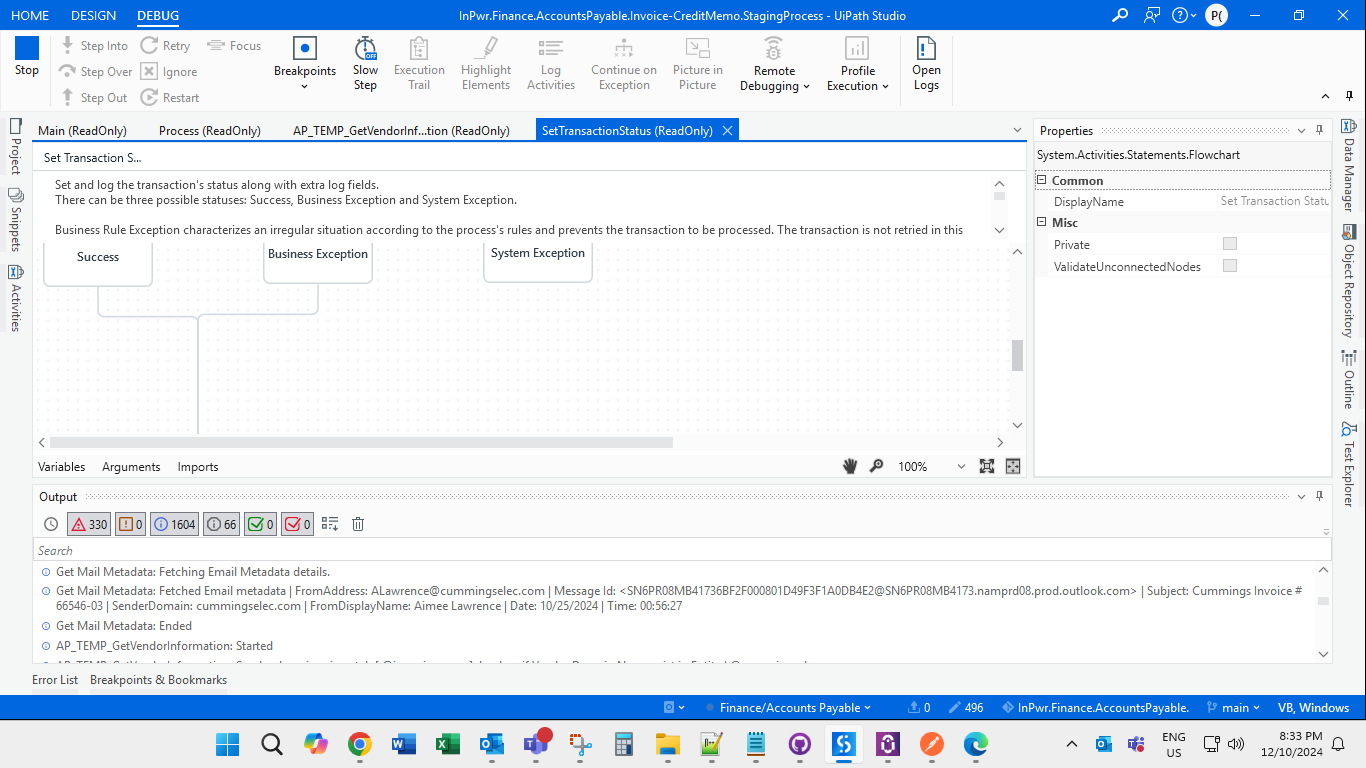 HOME DESIGN DEBUG
InPwr.Finance.AccountsPayable.Invoice-CreditMemo.StagingProcess - UiPath Studio
P(
Stop
Step Into
Step Over
Step Out
Retry
Ignore
Restart
Focus
Breakpoints
Slow
Step
Execution
Trail
Highlight
Elements
Log
Activities
Continue on
Exception
Picture in
Picture
Remote
Debugging
Profile
Execution
Open
Logs
Project
Snippets
Activities
Main (ReadOnly)
Process (ReadOnly)
AP_TEMP_GetVendorInf...tion (ReadOnly)
SetTransactionStatus (ReadOnly)
Set Transaction S...
Set and log the transaction's status along with extra log fields.
There can be three possible statuses: Success, Business Exception and System Exception.
Business Rule Exception characterizes an irregular situation according to the process's rules and prevents the transaction to be processed. The transaction is not retried in this
Success
Business Exception
System Exception
Variables Arguments Imports
100%
Properties
System.Activities.Statements.Flowchart
Common
DisplayName Set Transaction Statu
Misc
Private
ValidateUnconnectedNodes
Data Manager
Object Repository
Outline
Test Explorer
Output
330 0 1604 66 0 0
Search
Get Mail Metadata: Fetching Email Metadata details.
Get Mail Metadata: Fetched Email metadata | FromAddress: ALawrence@cummingselec.com | Message Id: <SN6PR08MB41736BF2F000801D49F3F1A0DB4E2@SN6PR08MB4173.namprd08.prod.outlook.com> | Subject: Cummings Invoice #
66546-03 | SenderDomain: cummingselec.com | FromDisplayName: Aimee Lawrence | Date: 10/25/2024 | Time: 00:56:27
Get Mail Metadata: Ended
AP_TEMP_GetVendorInformation: Started
Error List Breakpoints & Bookmarks
Finance/Accounts Payable
0
496
InPwr.Finance.AccountsPayable.
main
VB, Windows
ENG
US
8:33 PM
12/10/2024